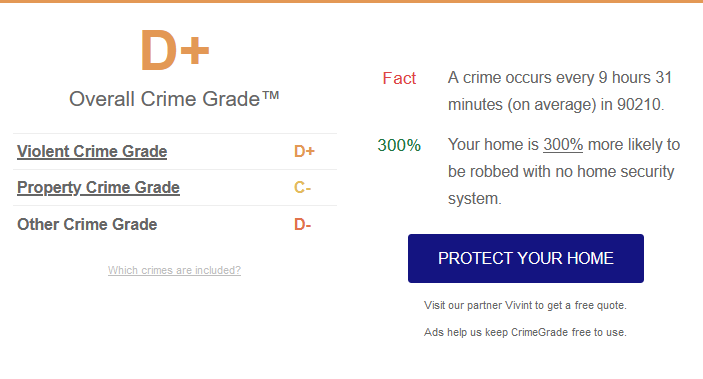 D+
Overall Crime Grade™
Violent Crime Grade D+
Property Crime Grade C-
Other Crime Grade D-
Which crimes are included?
Fact A crime occurs every 9 hours 31
minutes (on average) in 90210.
300% Your home is 300% more likely to
be robbed with no home security
system.
PROTECT YOUR HOME
Visit our partner Vivint to get a free quote.
Ads help us keep CrimeGrade free to use.